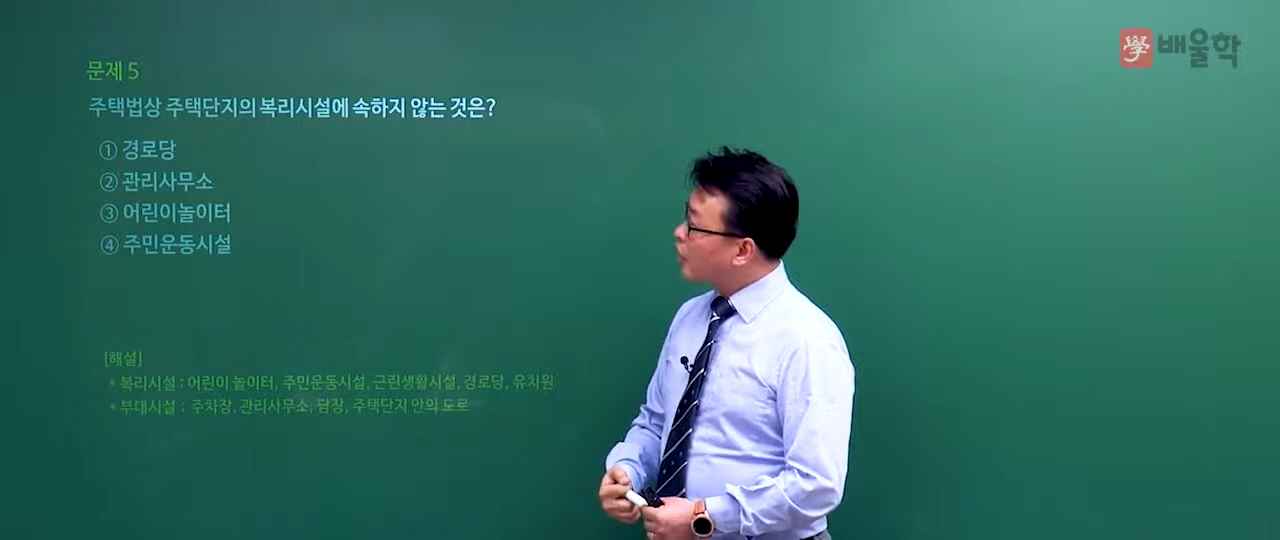 學 배울학
문제 5
주택법상 주택단지의 복리시설에 속하지 않는 것은?
① 경로당
② 관리사무소
③ 어린이놀이터
④ 주민운동시설
[해설]
* 복리시설 : 어린이 놀이터, 주민운동시설, 근린생활시설, 경로당, 유치원
* 부대시설 : 주차장, 관리사무소, 담장, 주택단지 안의 도로